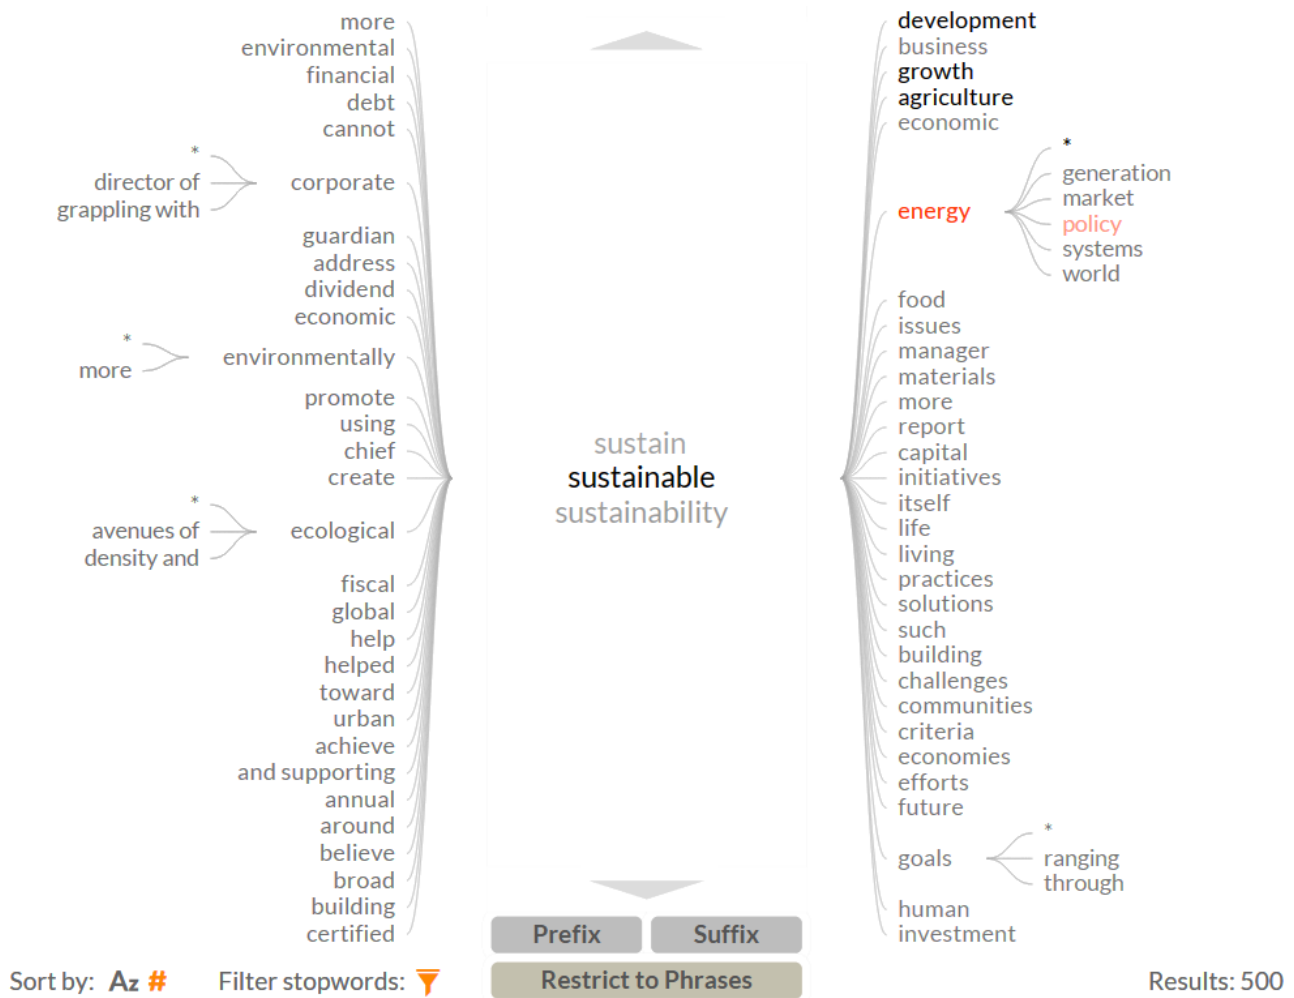 more
environmental
financial
debt
cannot
*
director of
grappling with
corporate
guardian
address
dividend
economic
*
more
environmentally
promote
using
chief
create
*
avenues of
density and
ecological
fiscal
global
help
helped
toward
urban
achieve
and supporting
annual
around
believe
broad
building
certified
sustain
sustainable
sustainability
development
business
growth
agriculture
economic
energy
*
generation
market
policy
systems
world
food
issues
manager
materials
more
report
capital
initiatives
itself
life
living
practices
solutions
such
building
challenges
communities
criteria
economies
efforts
future
goals
*
ranging
through
human
investment
Prefix Suffix
Restrict to Phrases
Sort by: Az # Filter stopwords:
Results: 500